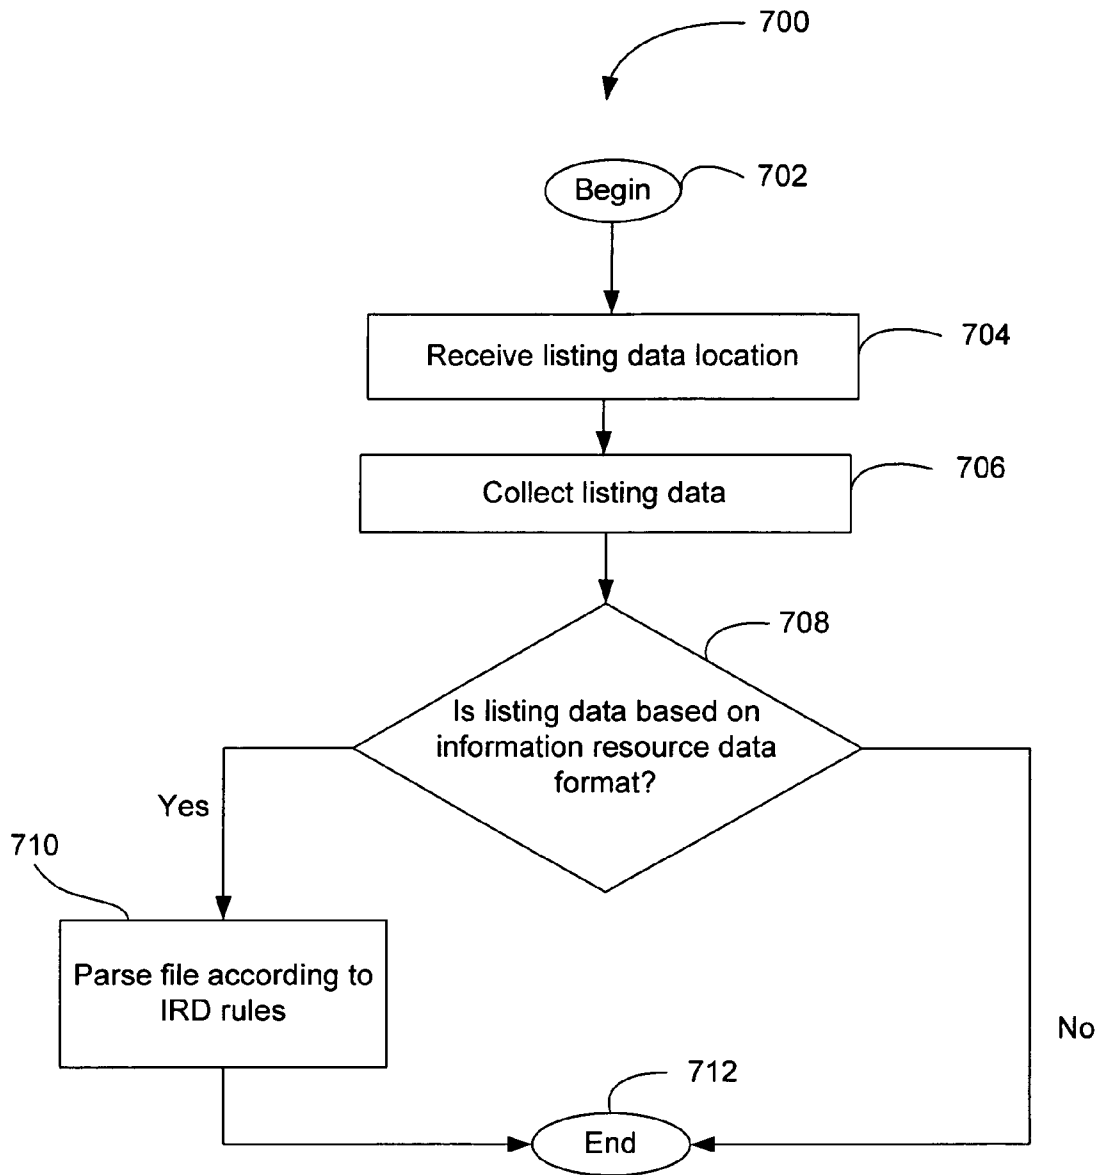 700
Begin
702
Receive listing data location
704
Collect listing data
706
708
Is listing data based on
information resource data
format?
Yes
710
Parse file according to
IRD rules
No
712
End